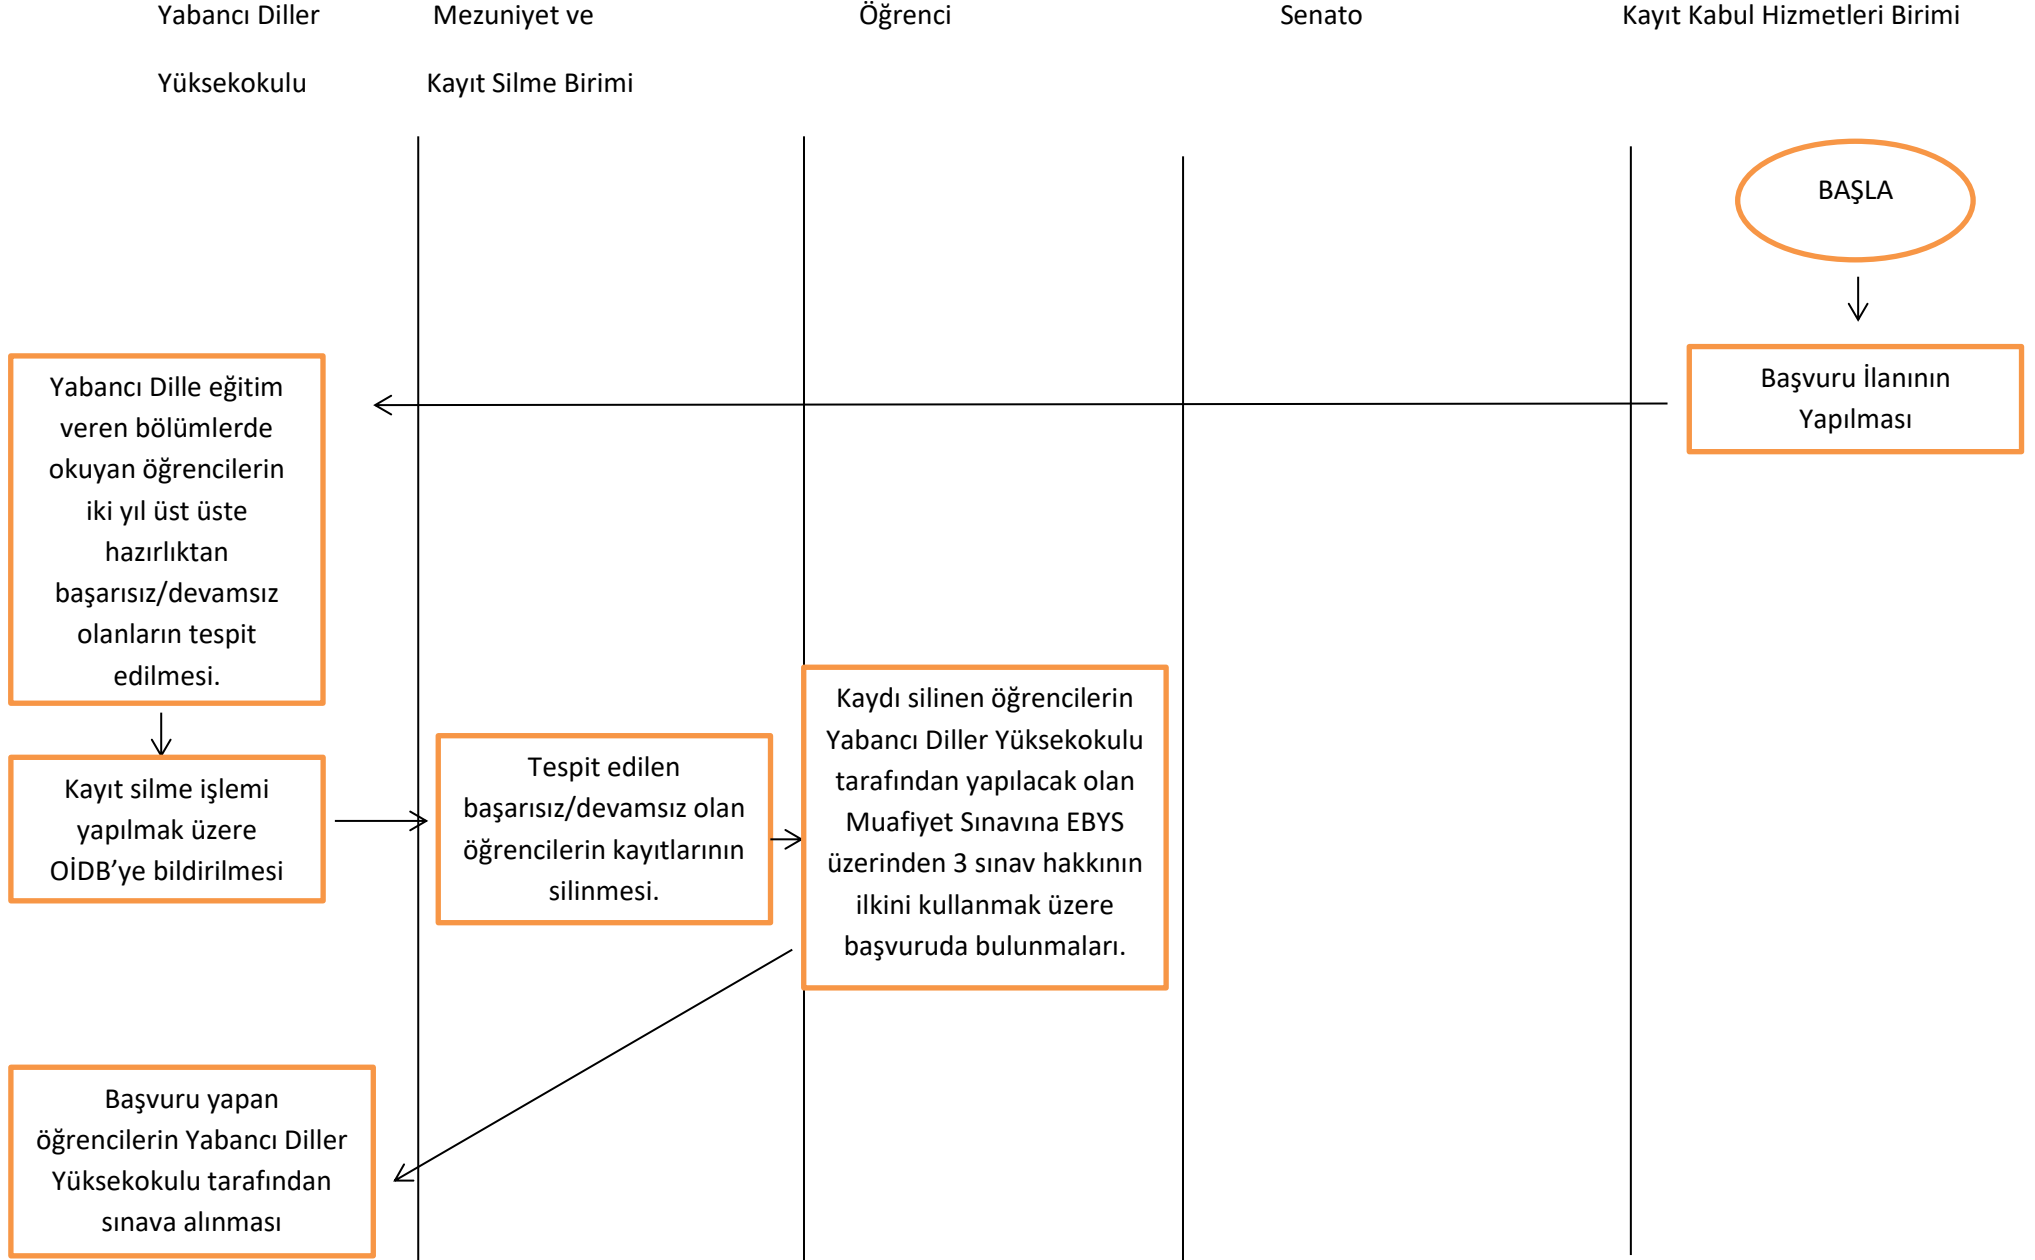 Yabancı Diller
Yüksekokulu
Mezuniyet ve
Kayıt Silme Birimi
Öğrenci
Senato
Kayıt Kabul Hizmetleri Birimi
BAŞLA
Başvuru İlanının
Yapılması
Yabancı Dille eğitim
veren bölümlerde
okuyan öğrencilerin
iki yıl üst üste
hazırlıktan
başarısız/devamsız
olanların tespit
edilmesi.
Kayıt silme işlemi
yapılmak üzere
OİDB’ye bildirilmesi
Tespit edilen
başarısız/devamsız olan
öğrencilerin kayıtlarının
silinmesi.
Kaydı silinen öğrencilerin
Yabancı Diller Yüksekokulu
tarafından yapılacak olan
Muafiyet Sınavına EBYS
üzerinden 3 sınav hakkının
ilkini kullanmak üzere
başvuruda bulunmaları.
Başvuru yapan
öğrencilerin Yabancı Diller
Yüksekokulu tarafından
sınava alınması